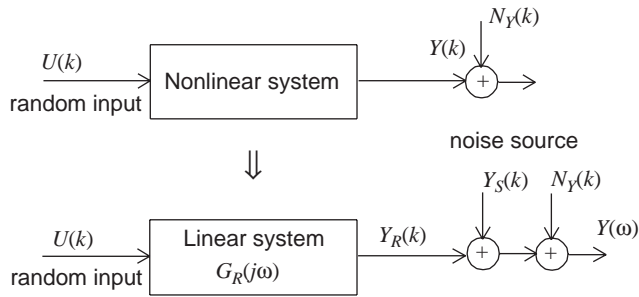 N_Y(k)
U(k)
Y(k)
Nonlinear system
+
random input
noise source
⇓
Y_S(k)
N_Y(k)
U(k)
Linear system
Y_R(k)
+
+
Y(ω)
random input
G_R(jω)